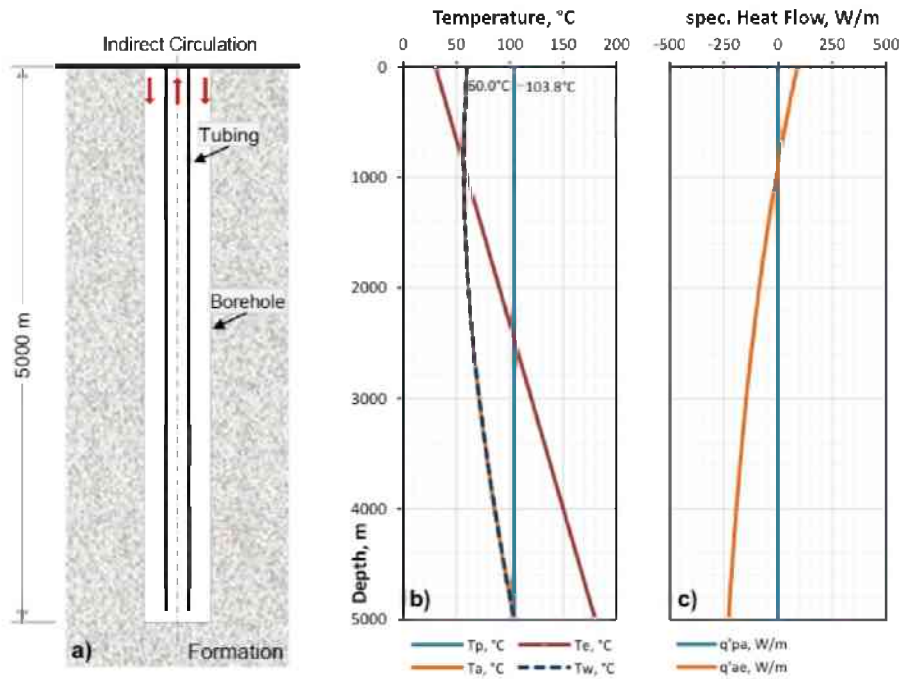 Indirect Circulation
5000 m
Tubing
Borehole
Formation
a)
Temperature, °C
0 50 100 150 200
60.0°C
103.8°C
0
1000
2000
3000
4000
5000
Depth, m
b)
Tp, °C
Te, °C
Ta, °C
Tw, °C
spec. Heat Flow, W/m
-500 -250 0 250 500
c)
q'pa, W/m
q'ae, W/m